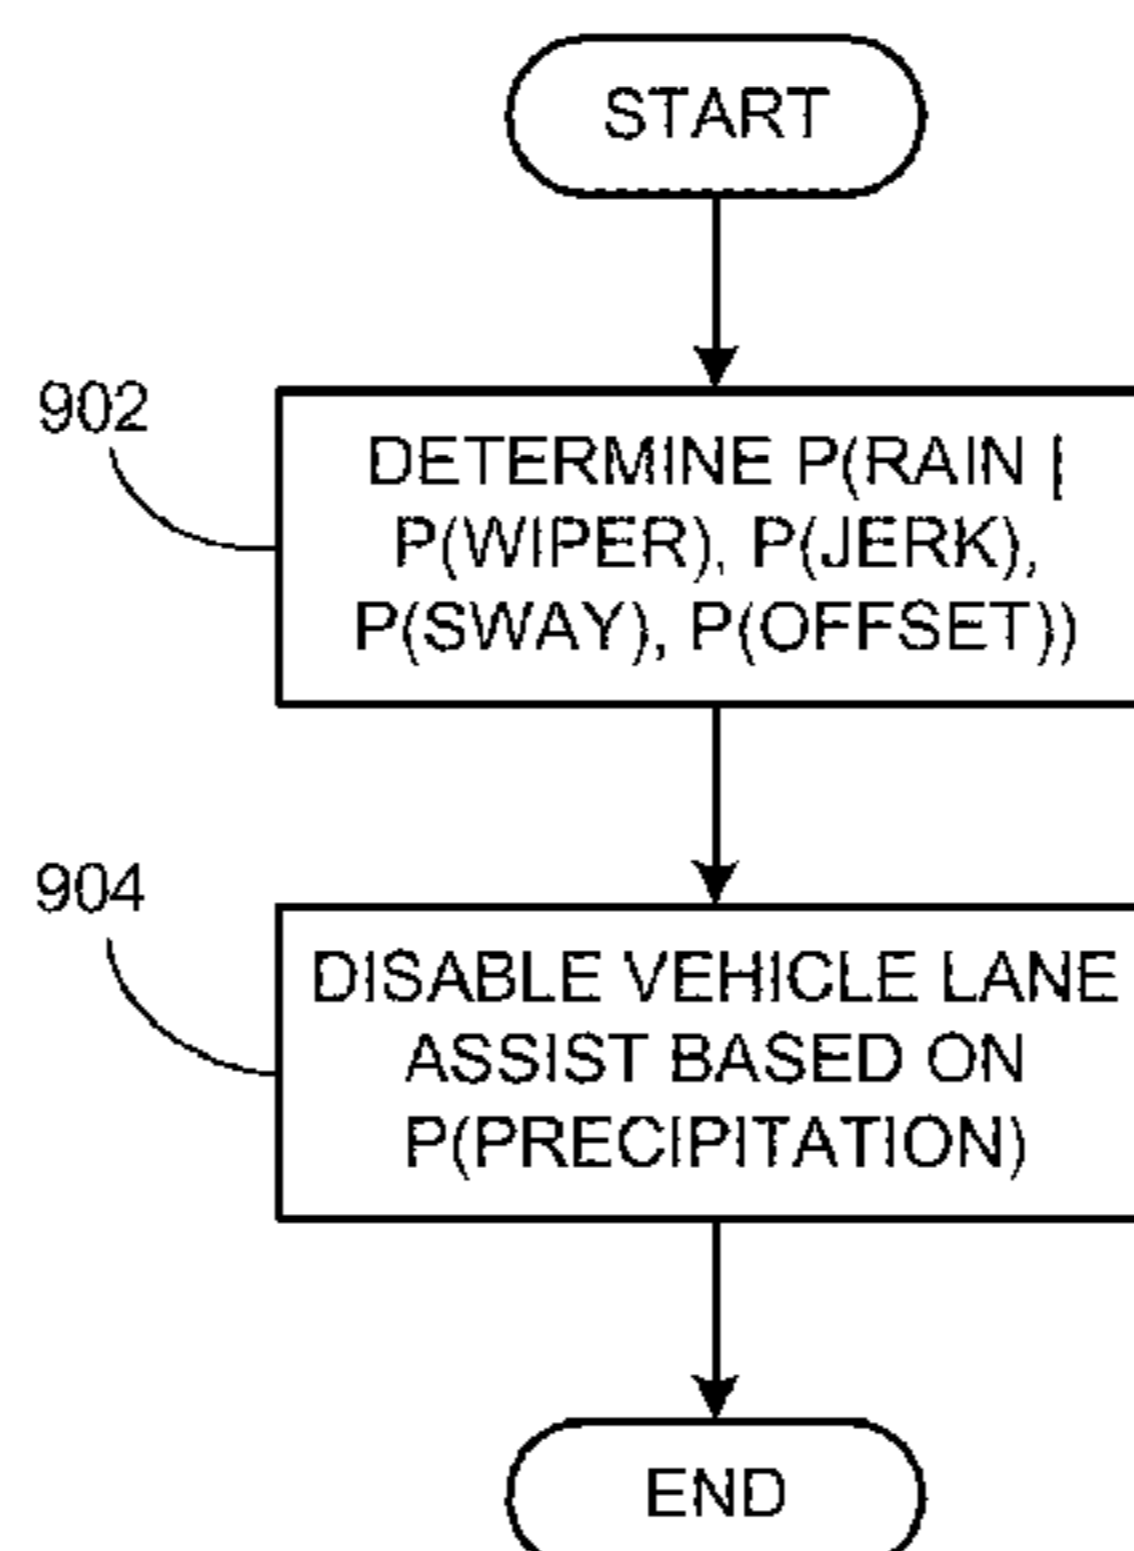 START
902
DETERMINE P(RAIN |
P(WIPER), P(JERK),
P(SWAY), P(OFFSET))
904
DISABLE VEHICLE LANE
ASSIST BASED ON
P(PRECIPITATION)
END